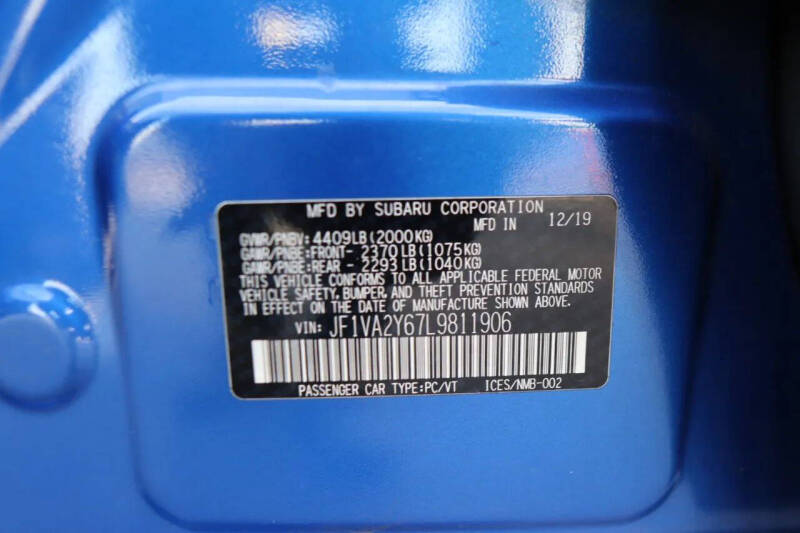 MFD BY SUBARU CORPORATION
MFD IN 12/19
GVWR/PNBV: 4409LB(2000KG)
GAWR/PNBE:FRONT- 2370LB(1075KG)
GAWR/PNBE:REAR - 2293LB(1040KG)
THIS VEHICLE CONFORMS TO ALL APPLICABLE FEDERAL MOTOR
VEHICLE SAFETY, BUMPER, AND THEFT PREVENTION STANDARDS
IN EFFECT ON THE DATE OF MANUFACTURE SHOWN ABOVE.
VIN: JF1VA2Y67L9811906
PASSENGER CAR TYPE:PC/VT ICES/NMB-002